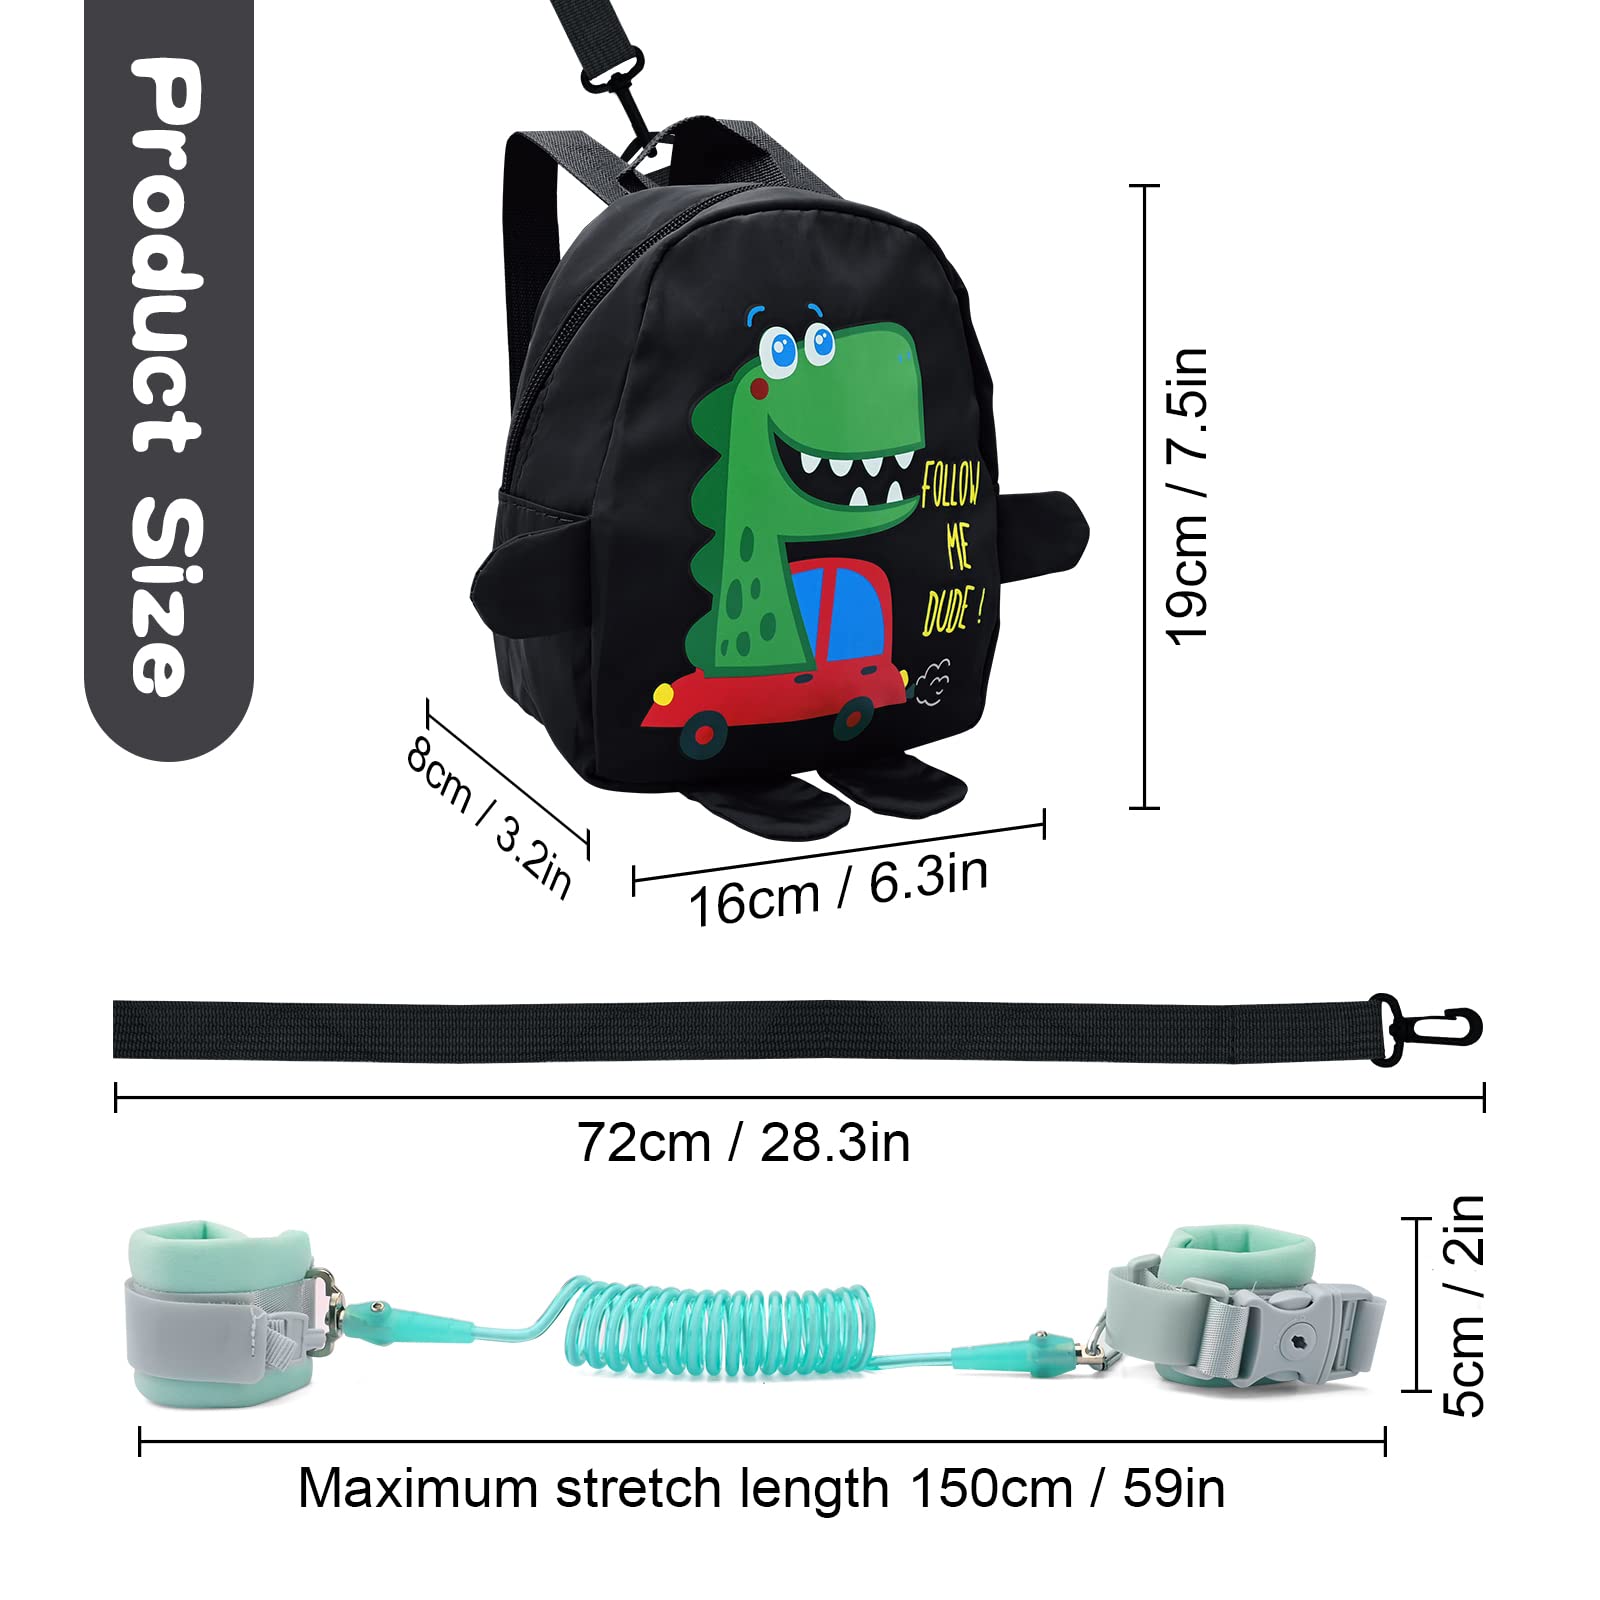 Product Size
FOLLOW
ME
DUDE !
19cm / 7.5in
8cm / 3.2in
16cm / 6.3in
72cm / 28.3in
5cm / 2in
Maximum stretch length 150cm / 59in